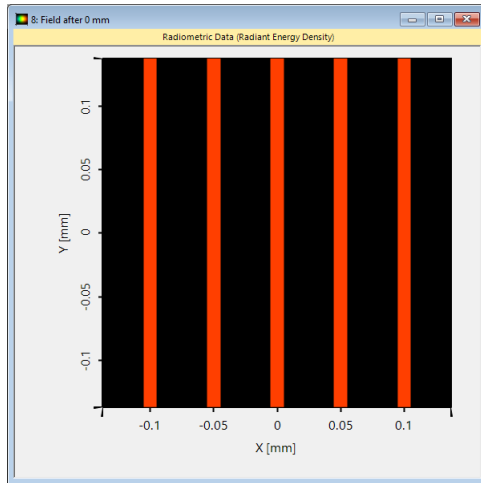 8: Field after 0 mm
Radiometric Data (Radiant Energy Density)
0.1
0.05
0
-0.05
-0.1
Y [mm]
-0.1 -0.05 0 0.05 0.1
X [mm]